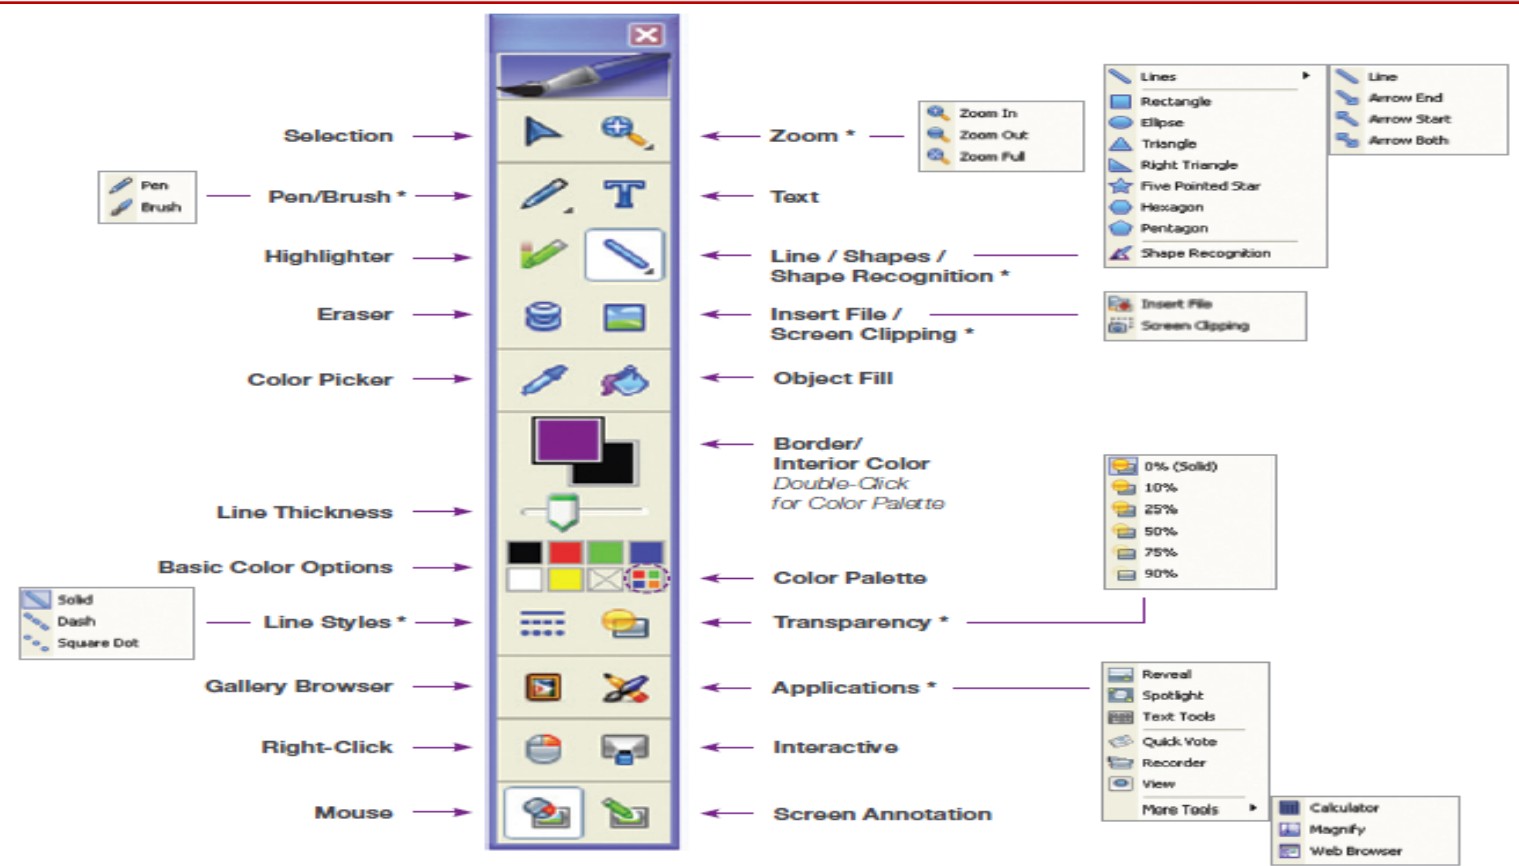 Selection
Zoom *
Zoom In
Zoom Out
Zoom Full
Lines
Rectangle
Ellipse
Triangle
Right Triangle
Five Pointed Star
Hexagon
Pentagon
Shape Recognition
Line
Arrow End
Arrow Start
Arrow Both
Pen
Brush
Pen/Brush *
Text
Highlighter
Line / Shapes /
Shape Recognition *
Eraser
Insert File /
Screen Clipping *
Insert File
Screen Clipping
Color Picker
Object Fill
Border/
Interior Color
Double-Click
for Color Palette
Line Thickness
0% (Solid)
10%
25%
50%
75%
90%
Basic Color Options
Color Palette
Solid
Dash
Square Dot
Line Styles *
Transparency *
Gallery Browser
Applications *
Reveal
Spotlight
Text Tools
Quick Vote
Recorder
View
More Tools
Calculator
Magnify
Web Browser
Right-Click
Interactive
Mouse
Screen Annotation